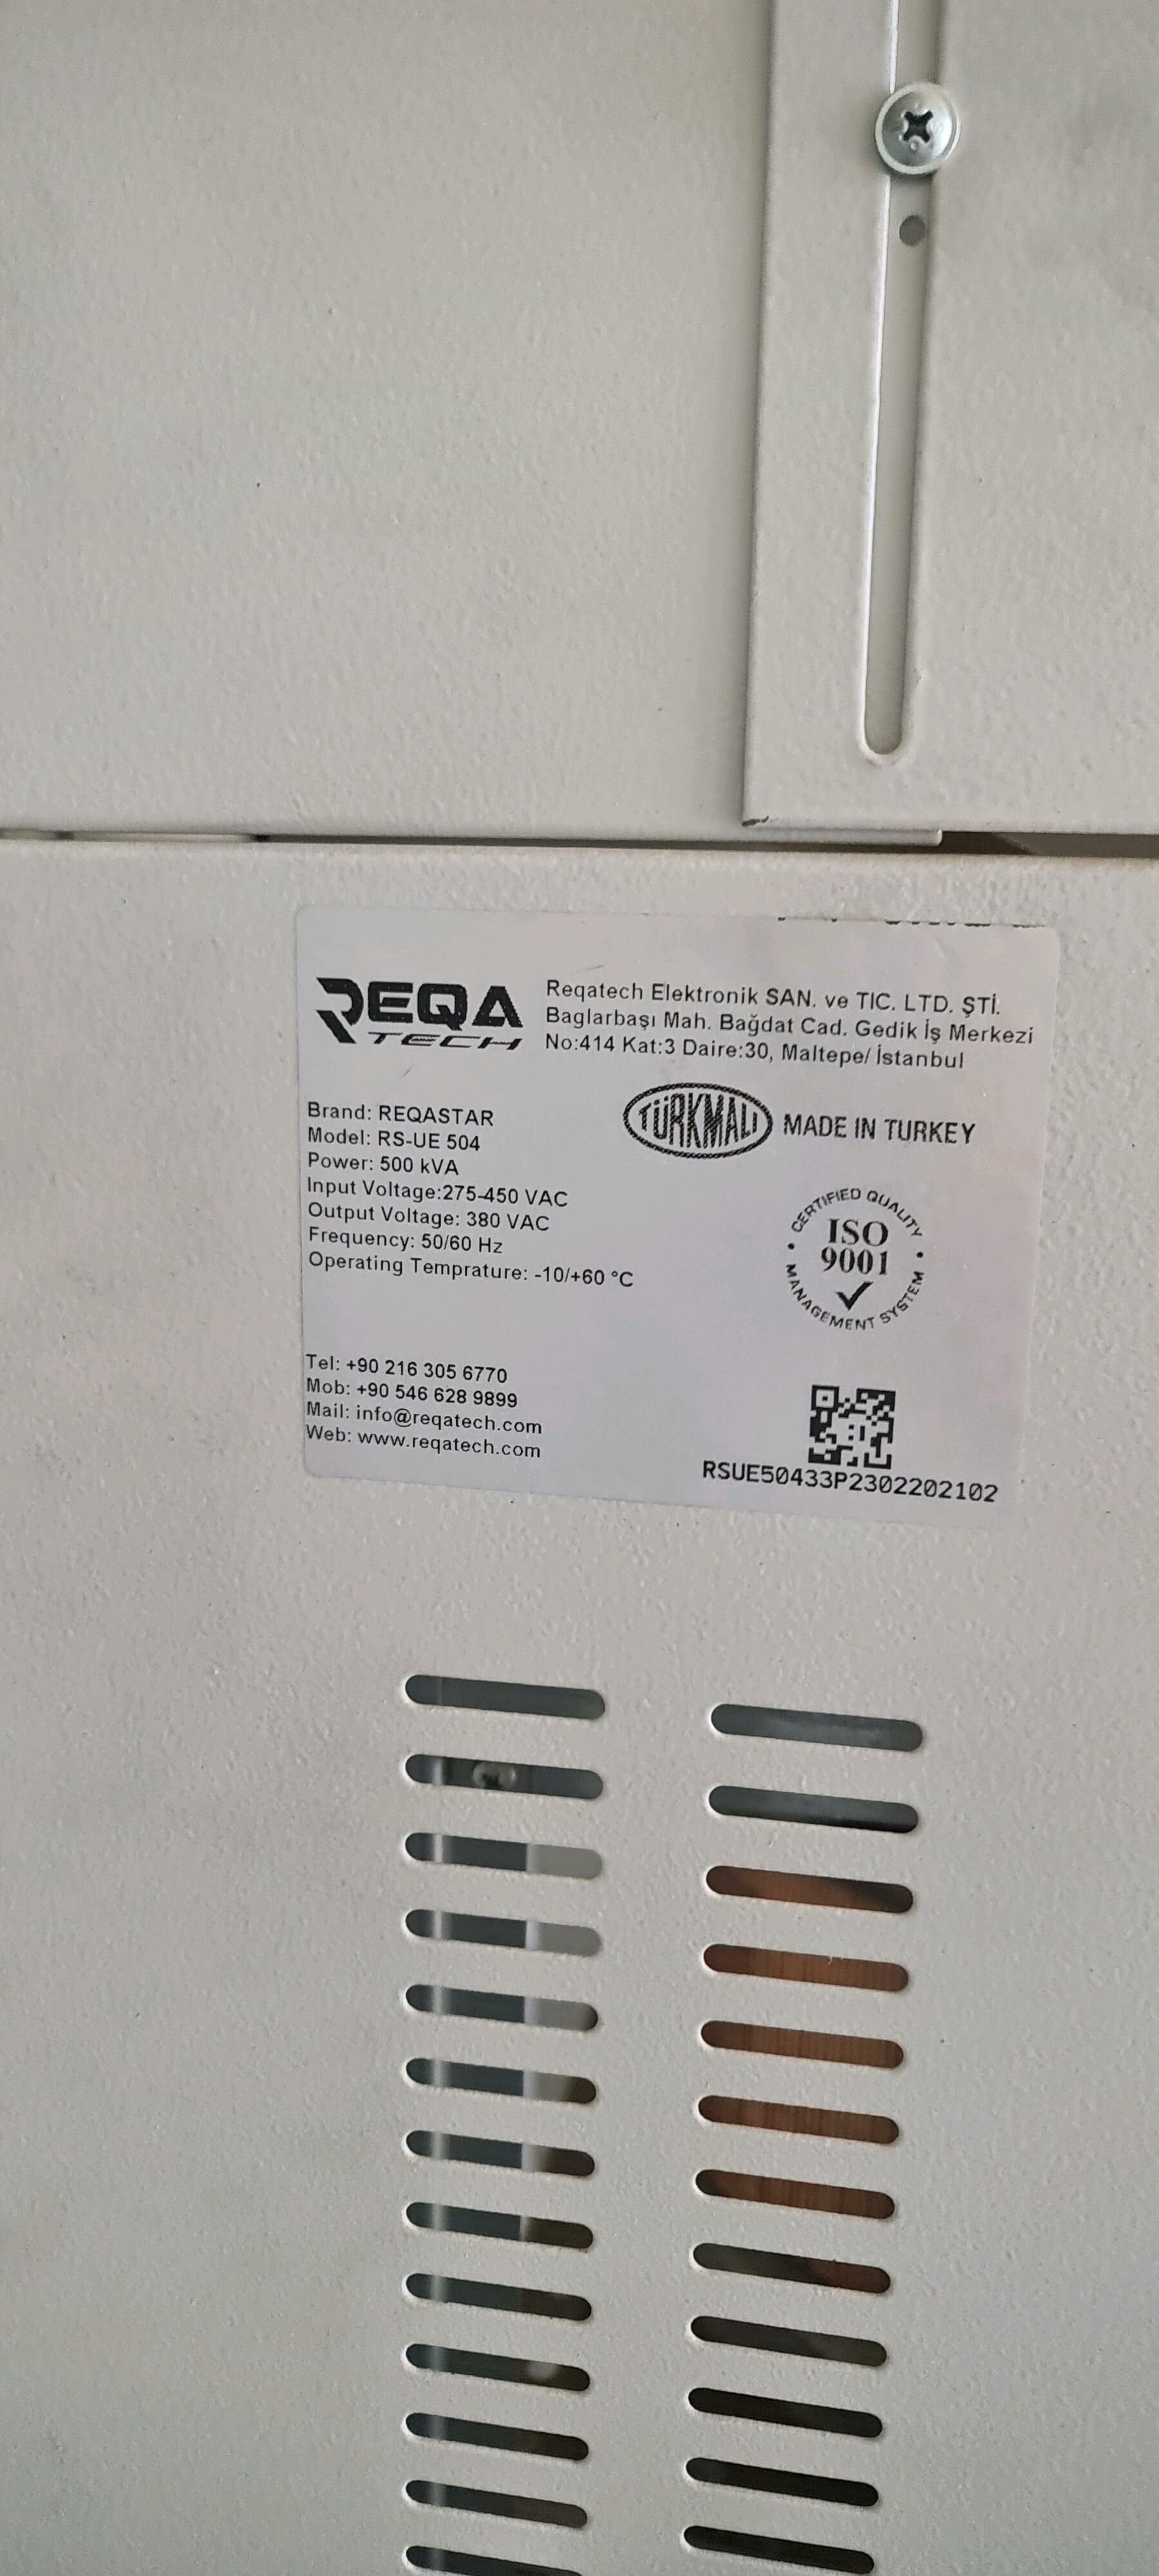 REQA
TECH
Reqatech Elektronik SAN. ve TIC. LTD. ŞTİ.
Baglarbaşı Mah. Bağdat Cad. Gedik İş Merkezi
No:414 Kat:3 Daire:30, Maltepe/ İstanbul
Brand: REQASTAR
Model: RS-UE 504
Power: 500 kVA
Input Voltage:275-450 VAC
Output Voltage: 380 VAC
Frequency: 50/60 Hz
Operating Temprature: -10/+60 °C
TÜRKMALI MADE IN TURKEY
CERTIFIED QUALITY
ISO
9001
MANAGEMENT SYSTEM
Tel: +90 216 305 6770
Mob: +90 546 628 9899
Mail: info@reqatech.com
Web: www.reqatech.com
RSUE50433P2302202102